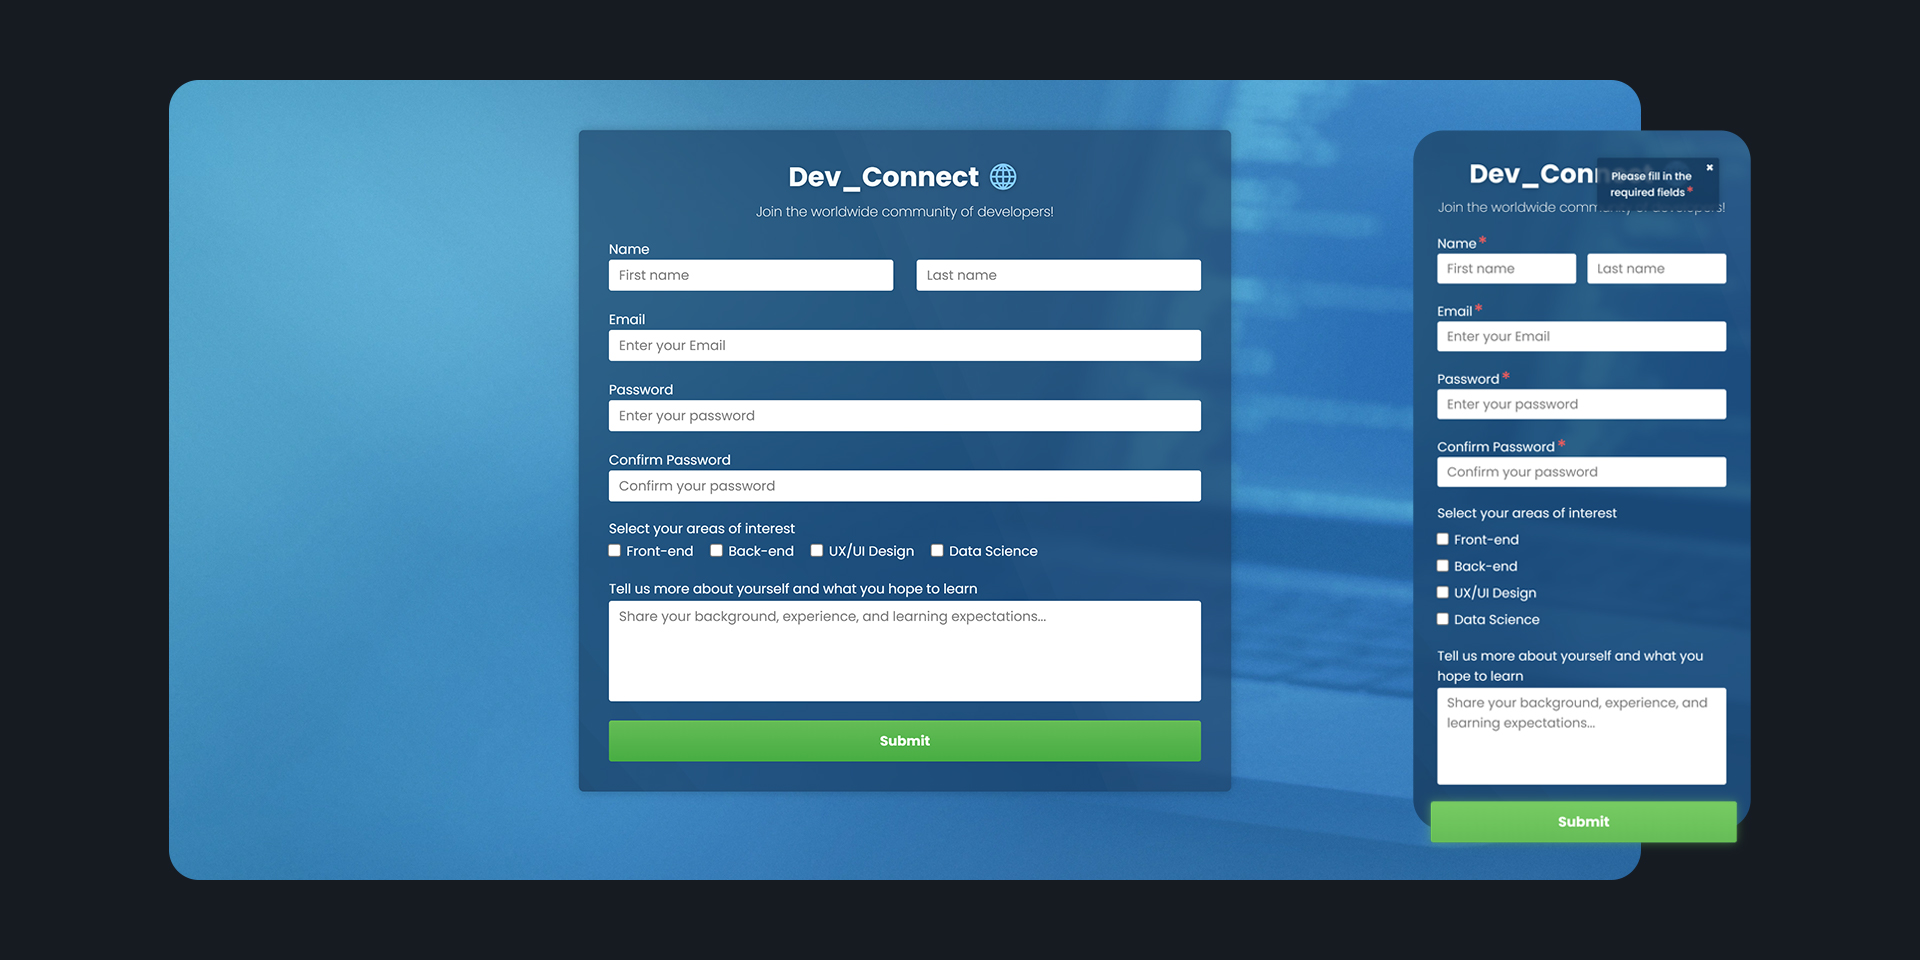 Dev_Connect
Join the worldwide community of developers!
Name
First name
Last name
Email
Enter your Email
Password
Enter your password
Confirm Password
Confirm your password
Select your areas of interest
Front-end
Back-end
UX/UI Design
Data Science
Tell us more about yourself and what you hope to learn
Share your background, experience, and learning expectations...
Submit
Dev_Conn
Please fill in the
required fields *
Join the worldwide community of developers!
Name *
First name
Last name
Email *
Enter your Email
Password *
Enter your password
Confirm Password *
Confirm your password
Select your areas of interest
Front-end
Back-end
UX/UI Design
Data Science
Tell us more about yourself and what you
hope to learn
Share your background, experience, and
learning expectations...
Submit